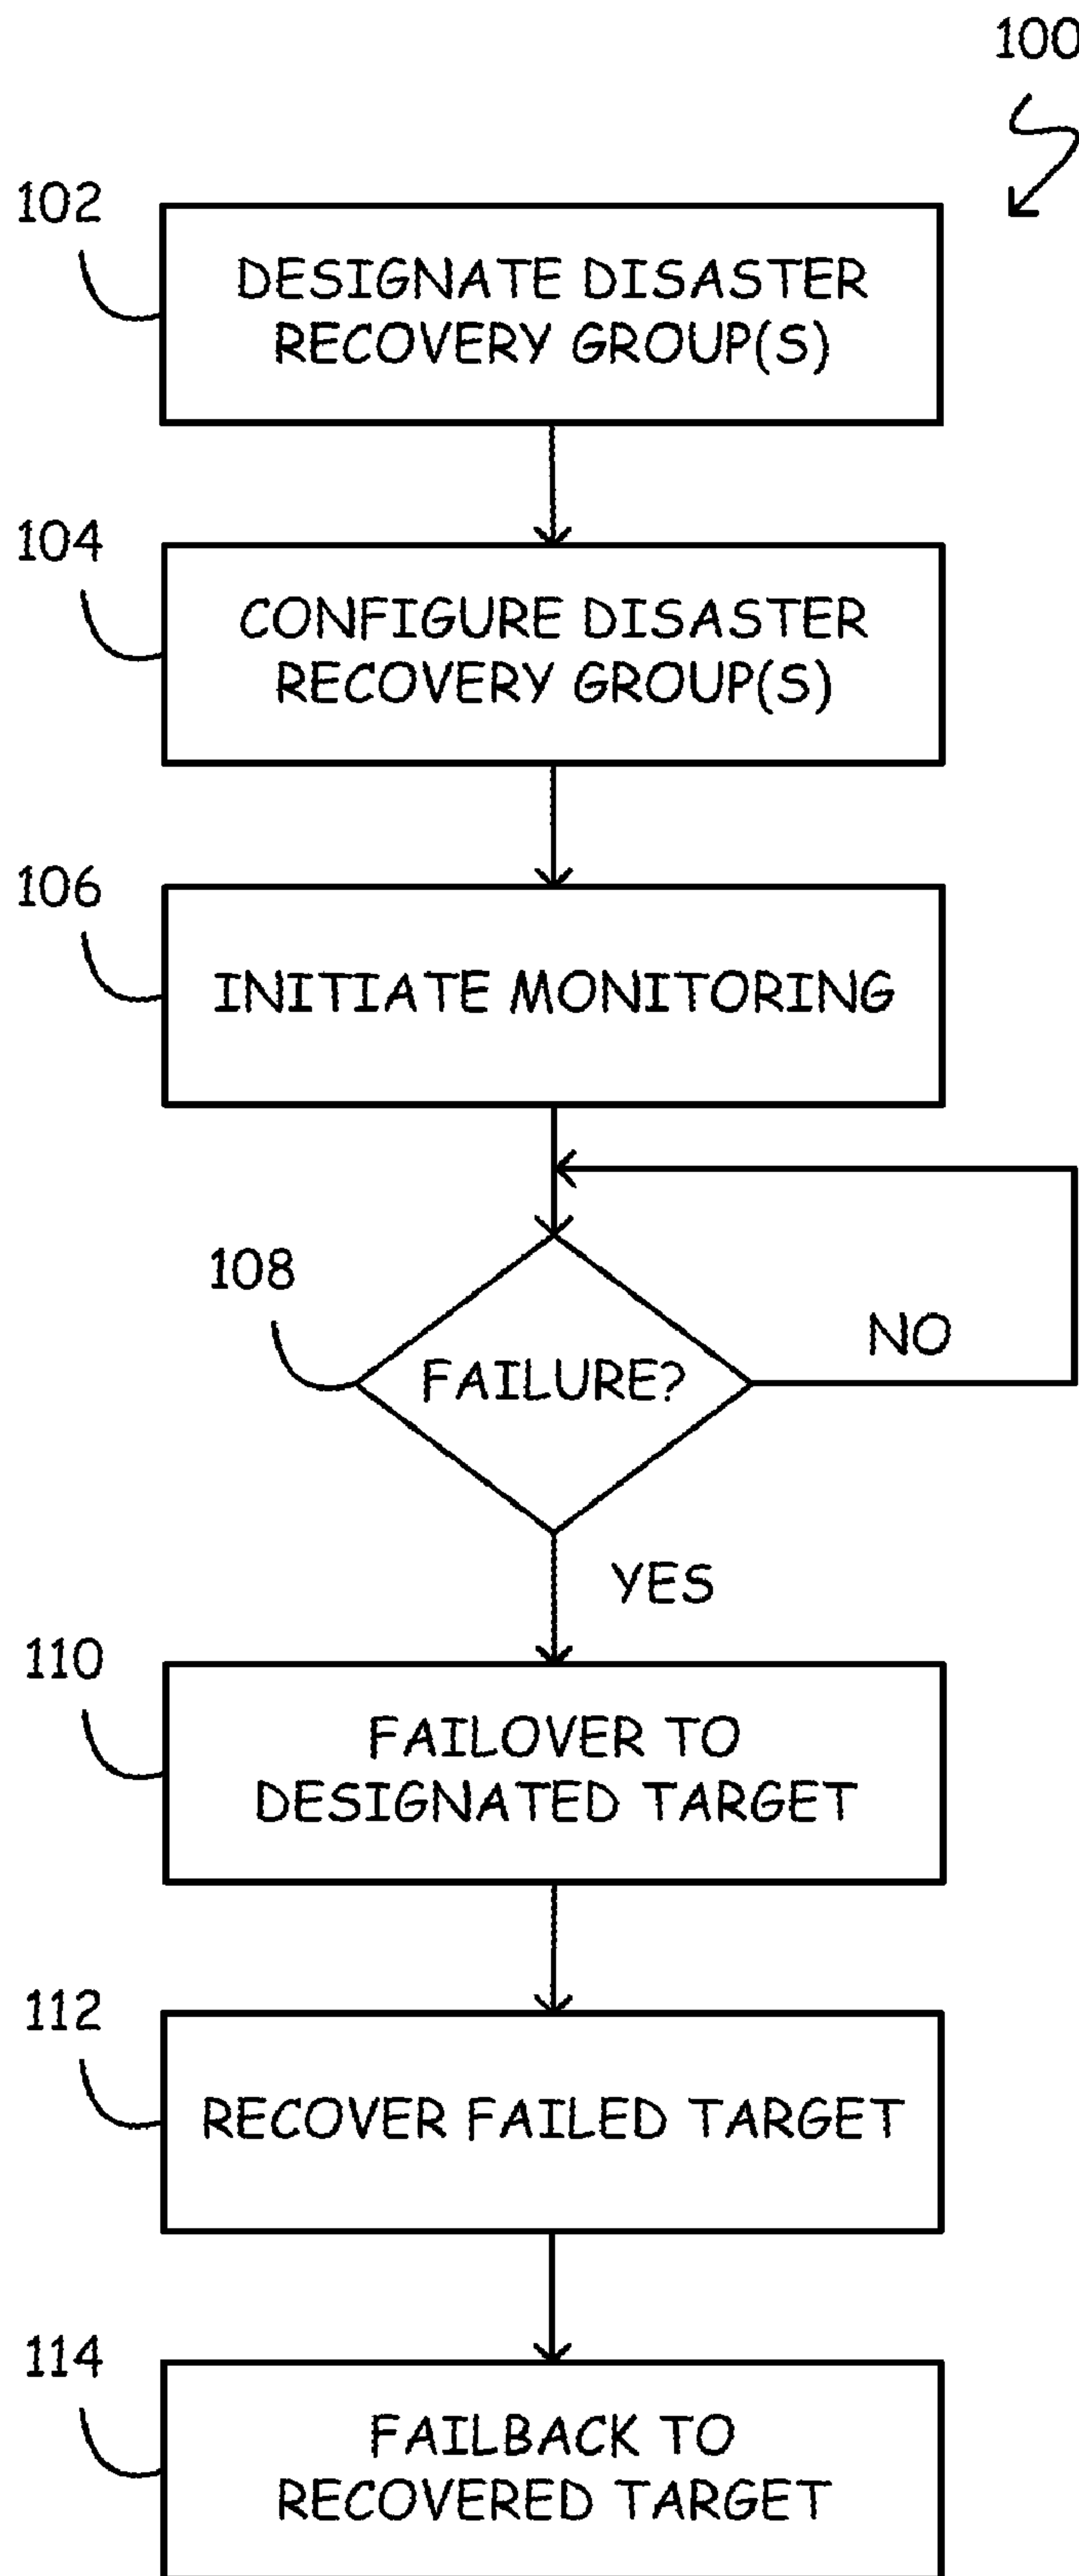 100
102
DESIGNATE DISASTER
RECOVERY GROUP(S)
104
CONFIGURE DISASTER
RECOVERY GROUP(S)
106
INITIATE MONITORING
108
FAILURE?
NO
YES
110
FAILOVER TO
DESIGNATED TARGET
112
RECOVER FAILED TARGET
114
FAILBACK TO
RECOVERED TARGET